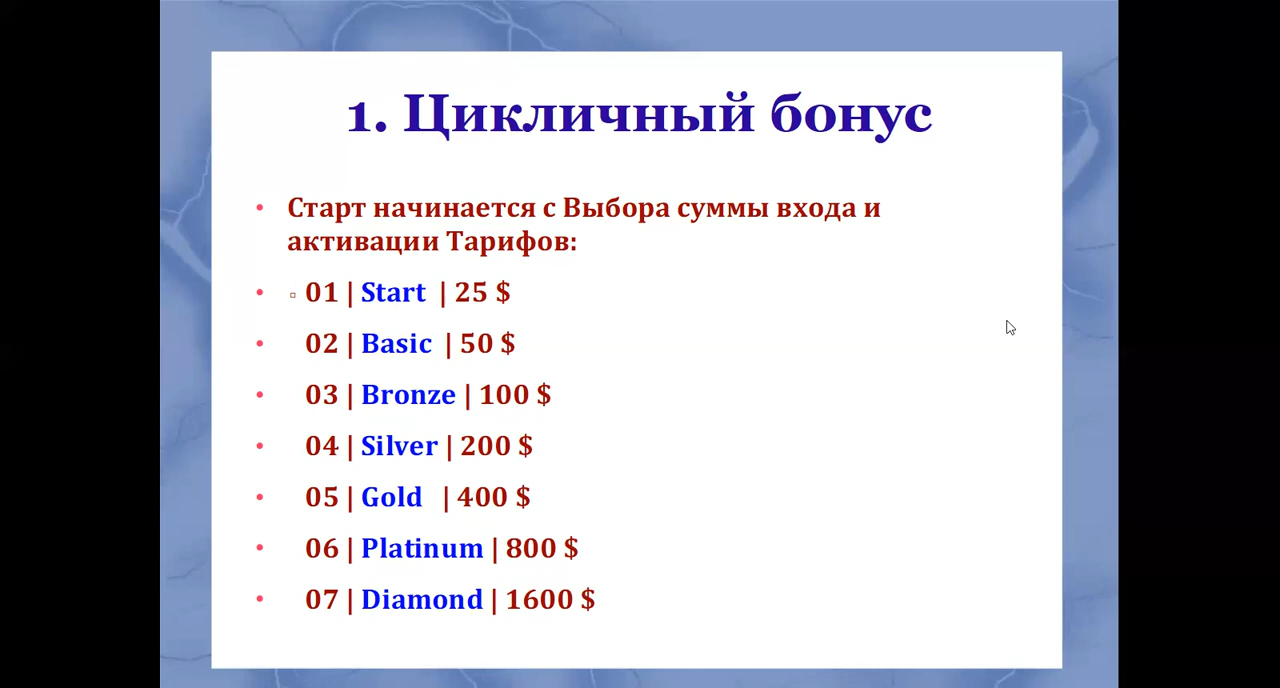 1. Цикличный бонус
• Старт начинается с Выбора суммы входа и
активации Тарифов:
• ▫ 01 | Start | 25 $
• 02 | Basic | 50 $
• 03 | Bronze | 100 $
• 04 | Silver | 200 $
• 05 | Gold | 400 $
• 06 | Platinum | 800 $
• 07 | Diamond | 1600 $